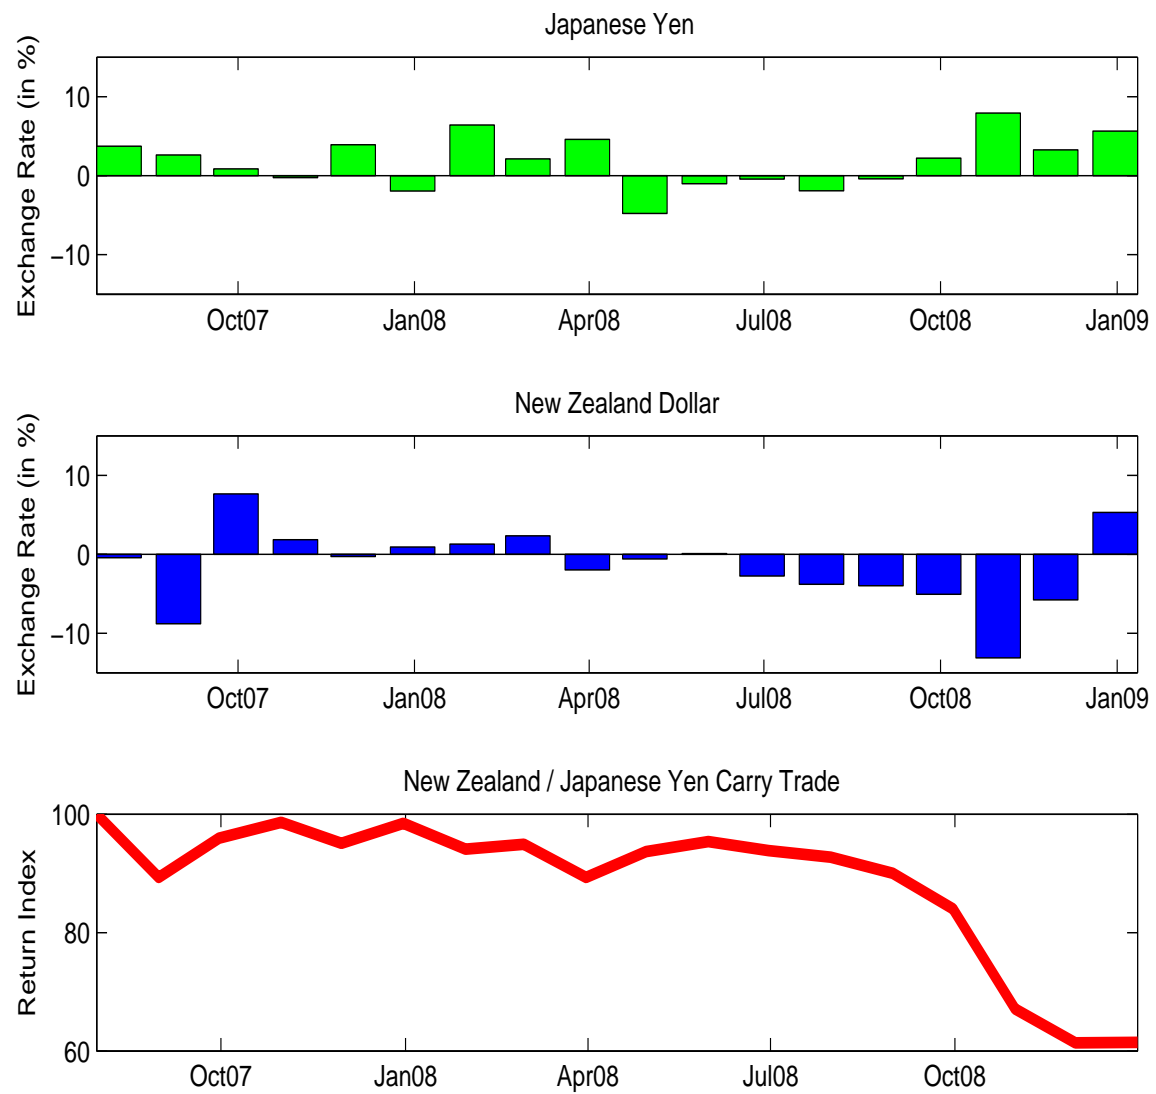 Japanese Yen
Exchange Rate (in %)
10
0
−10
Oct07 Jan08 Apr08 Jul08 Oct08 Jan09
New Zealand Dollar
Exchange Rate (in %)
10
0
−10
Oct07 Jan08 Apr08 Jul08 Oct08 Jan09
New Zealand / Japanese Yen Carry Trade
Return Index
100
80
60
Oct07 Jan08 Apr08 Jul08 Oct08